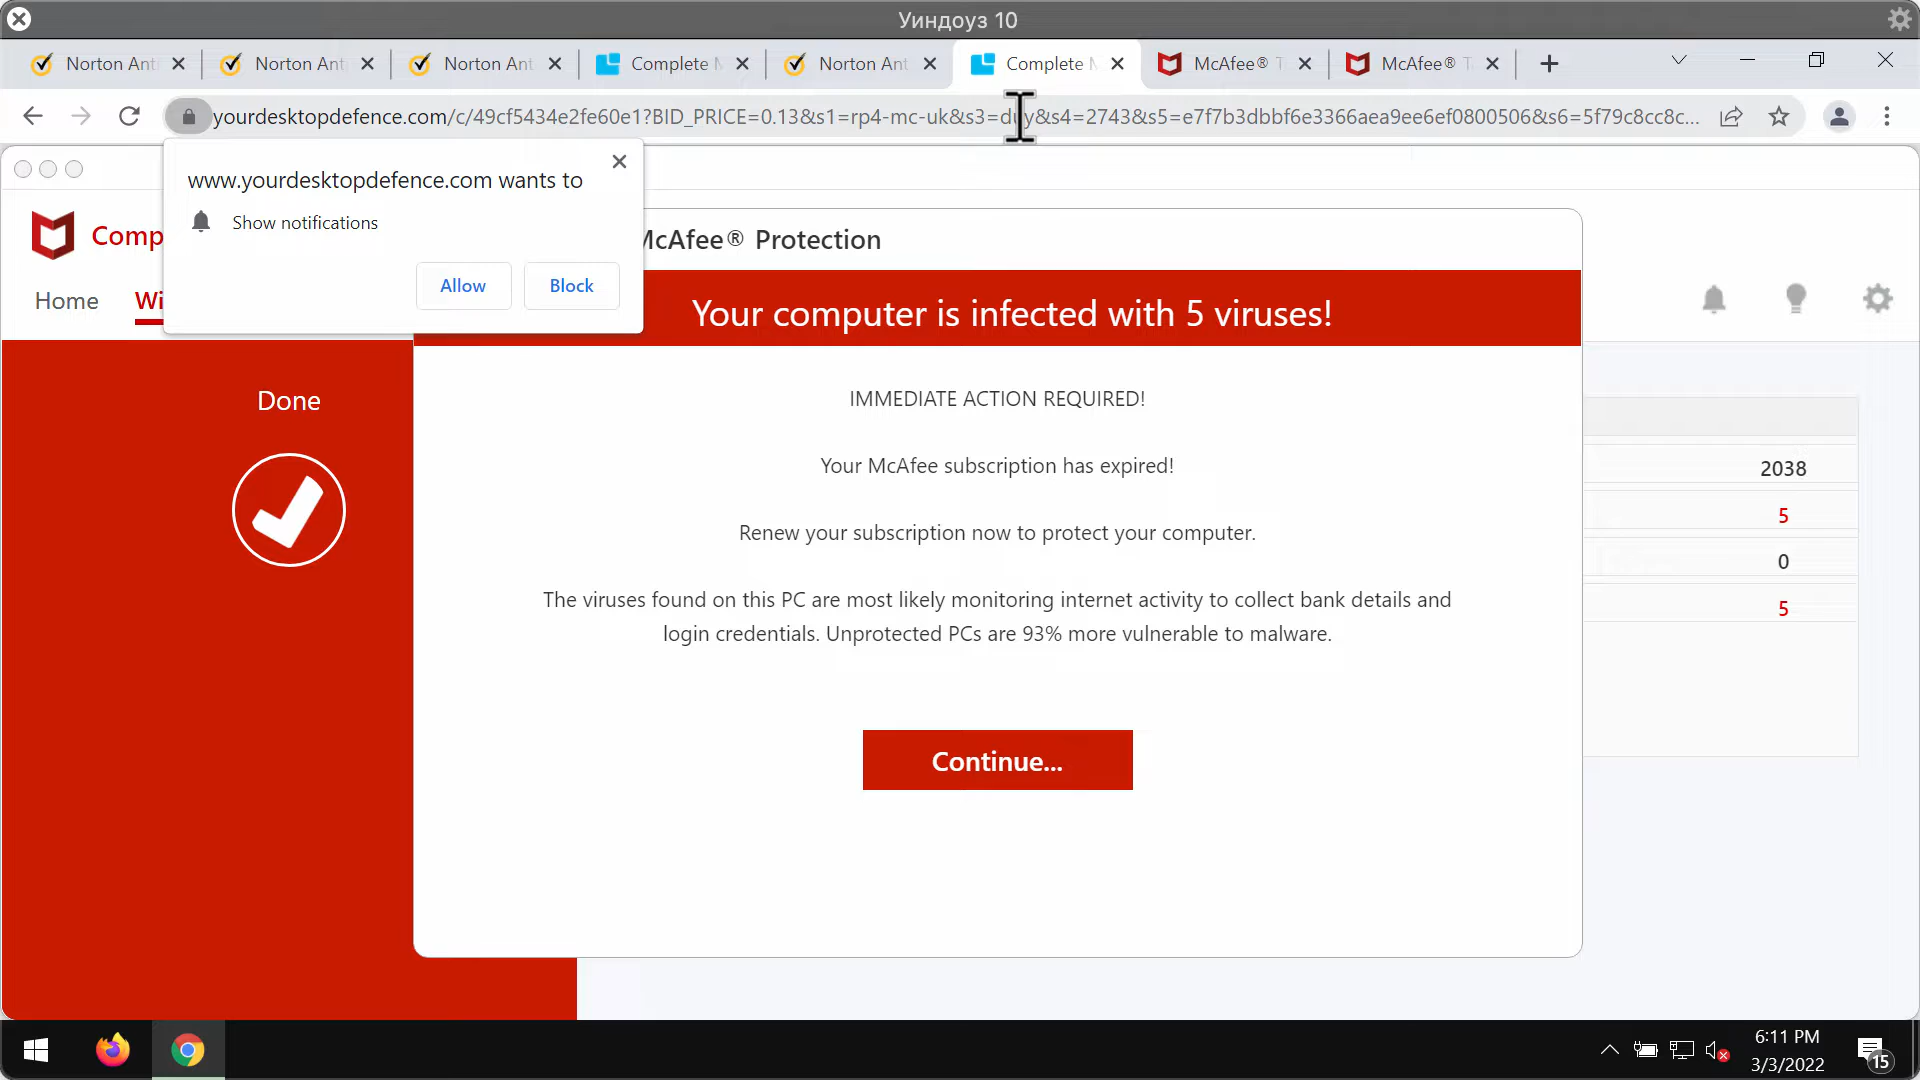 Уиндоуз 10
Norton Ant
Norton Ant
Norton Ant
Complete
Norton Ant
Complete
McAfee®
McAfee®
yourdesktopdefence.com/c/49cf5434e2fe60e1?BID_PRICE=0.13&s1=rp4-mc-uk&s3=duy&s4=2743&s5=e7f7b3dbbf6e3366aea9ee6ef0800506&s6=5f79c8cc8c...
www.yourdesktopdefence.com wants to
Show notifications
Allow
Block
Comp
McAfee® Protection
Home
Wi
Your computer is infected with 5 viruses!
Done
IMMEDIATE ACTION REQUIRED!
Your McAfee subscription has expired!
Renew your subscription now to protect your computer.
The viruses found on this PC are most likely monitoring internet activity to collect bank details and
login credentials. Unprotected PCs are 93% more vulnerable to malware.
Continue...
2038
5
0
5
6:11 PM
3/3/2022
15